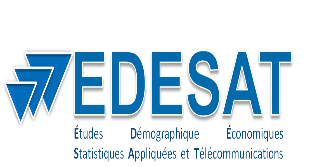 EDESAT
Études Démographique Économiques
Statistiques Appliquées et Télécommunications